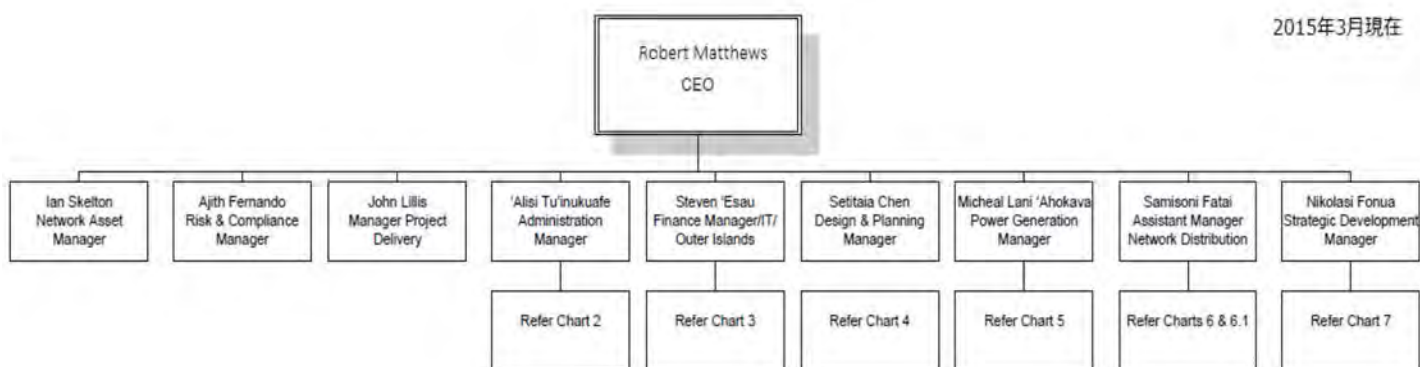 2015年3月現在
Robert Matthews
CEO
Ian Skelton
Network Asset
Manager
Ajith Fernando
Risk & Compliance
Manager
John Lillis
Manager Project
Delivery
'Alisi Tu'inukuafe
Administration
Manager
Steven 'Esau
Finance Manager/IT/
Outer Islands
Setitaia Chen
Design & Planning
Manager
Micheal Lani 'Ahokava
Power Generation
Manager
Samisoni Fatai
Assistant Manager
Network Distribution
Nikolasi Fonua
Strategic Development
Manager
Refer Chart 2
Refer Chart 3
Refer Chart 4
Refer Chart 5
Refer Charts 6 & 6.1
Refer Chart 7